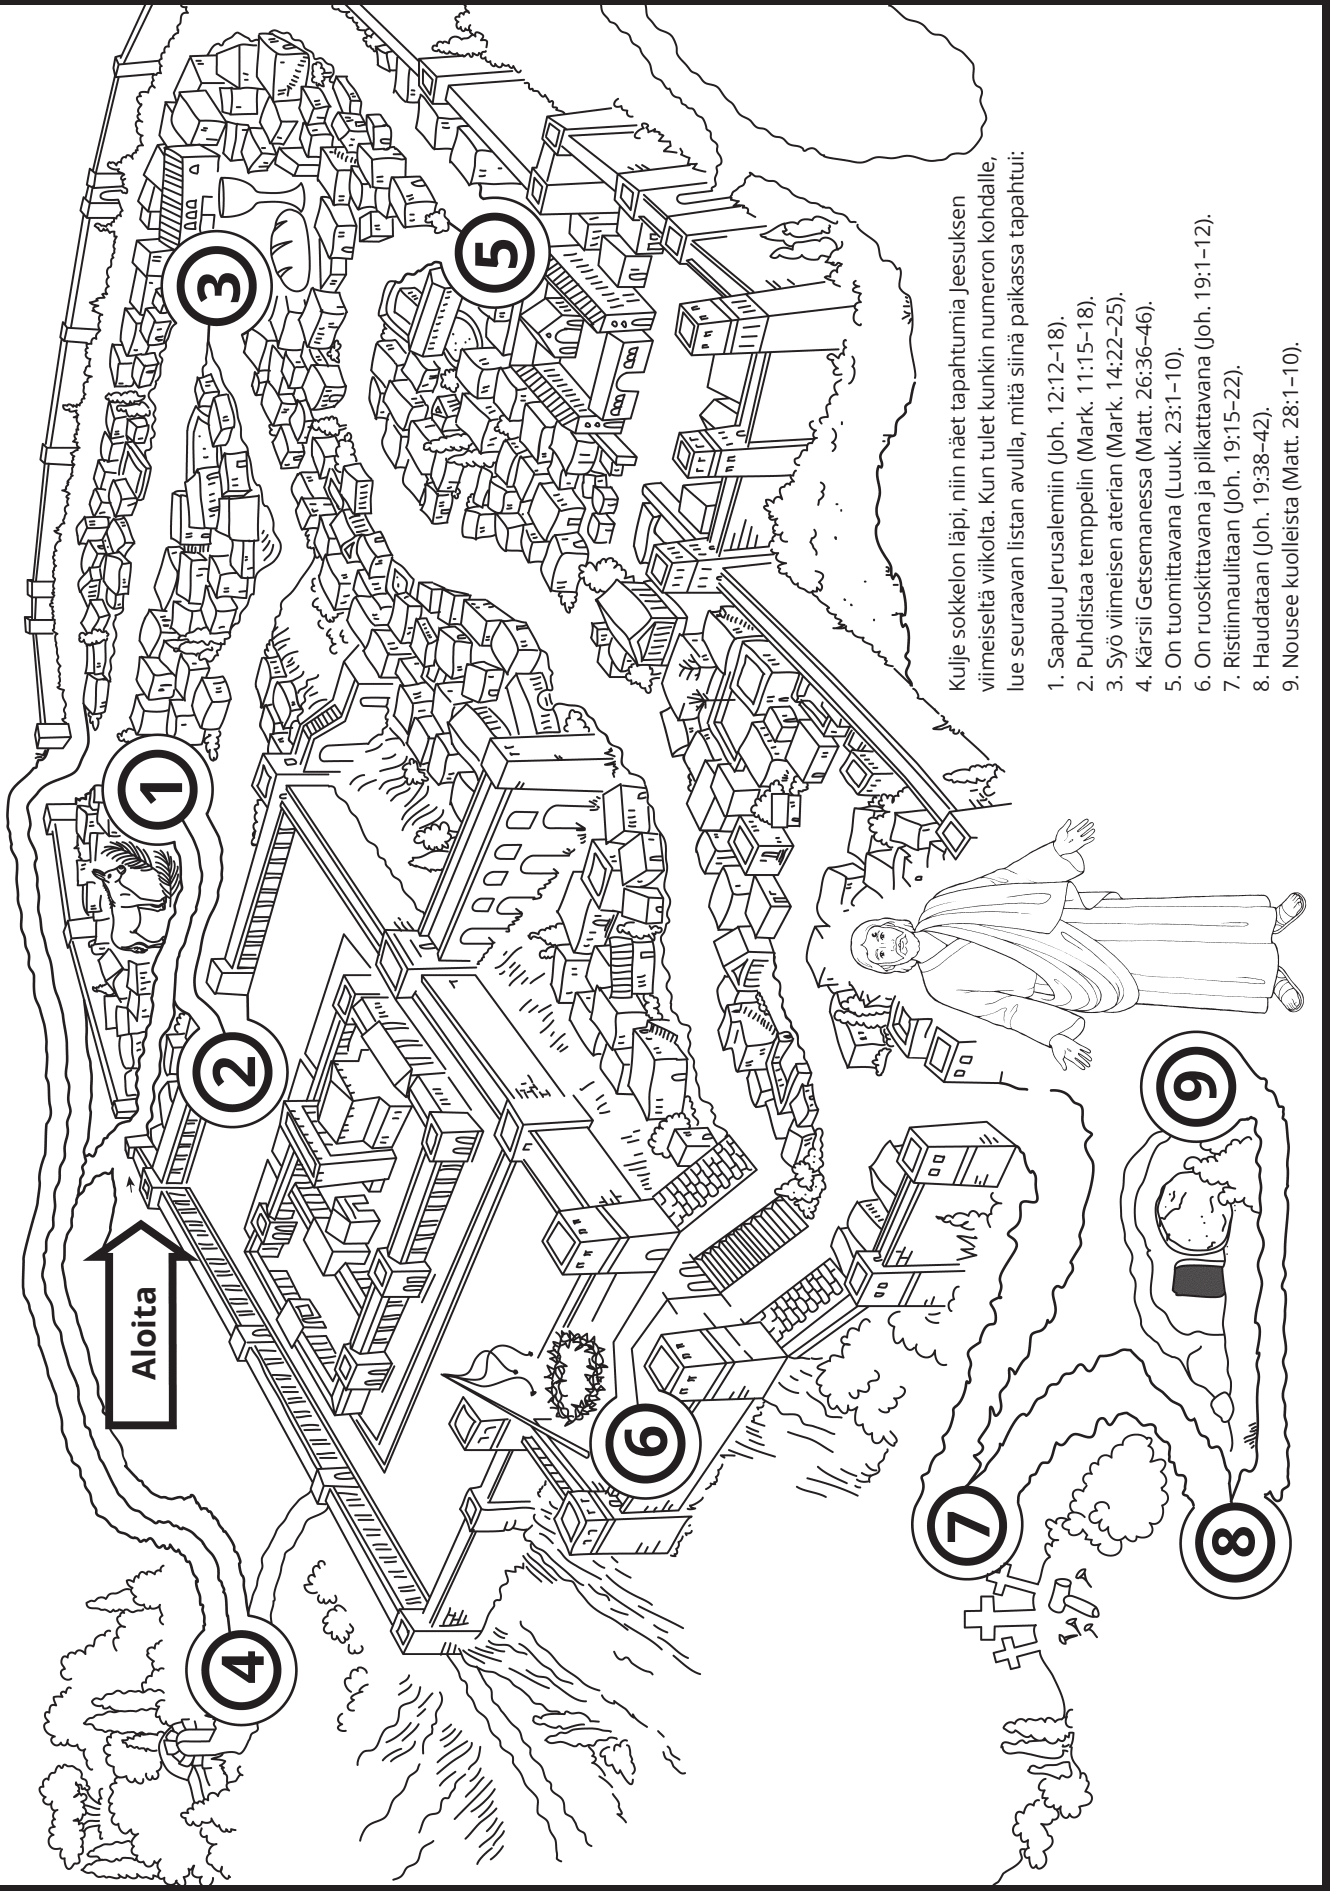 Aloita
1
2
3
4
5
6
7
8
9
Kulje sokkelon läpi, niin näet tapahtumia Jeesuksen
viimeiseltä viikolta. Kun tulet kunkin numeron kohdalle,
lue seuraavan listan avulla, mitä siinä paikassa tapahtui:
1. Saapuu Jerusalemiin (Joh. 12:12–18).
2. Puhdistaa temppelin (Mark. 11:15–18).
3. Syö viimeisen aterian (Mark. 14:22–25).
4. Kärsii Getsemanessa (Matt. 26:36–46).
5. On tuomittavana (Luuk. 23:1–10).
6. On ruoskittavana ja pilkattavana (Joh. 19:1–12).
7. Ristiinnaulitaan (Joh. 19:15–22).
8. Haudataan (Joh. 19:38–42).
9. Nousee kuolleista (Matt. 28:1–10).